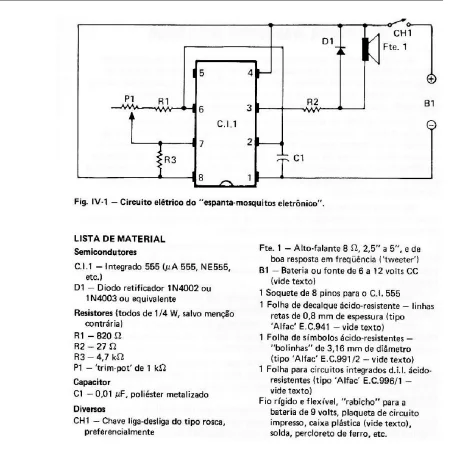 CH1
D1
Fte. 1
B1
5
4
P1
R1
6
3
R2
C.I.1
7
2
R3
C1
8
1
Fig. IV-1 — Circuito elétrico do "espanta-mosquitos eletrônico".
LISTA DE MATERIAL
Semicondutores
C.I.1 — Integrado 555 (μA 555, NE555,
etc.)
D1 — Diodo retificador 1N4002 ou
1N4003 ou equivalente
Resistores (todos de 1/4 W, salvo menção
contrária)
R1 — 820 Ω
R2 — 27 Ω
R3 — 4,7 kΩ
P1 — 'trim-pot' de 1 kΩ
Capacitor
C1 — 0,01 μF, poliéster metalizado
Diversos
CH1 — Chave liga-desliga do tipo rosca,
preferencialmente
Fte. 1 — Alto-falante 8 Ω, 2,5" a 5", e de
boa resposta em freqüência ('tweeter')
B1 — Bateria ou fonte de 6 a 12 volts CC
(vide texto)
1 Soquete de 8 pinos para o C.I. 555
1 Folha de decalque ácido-resistente — linhas
retas de 0,8 mm de espessura (tipo
'Alfac' E.C.941 — vide texto)
1 Folha de símbolos ácido-resistentes —
"bolinhas" de 3,16 mm de diâmetro
(tipo 'Alfac' E.C.991/2 — vide texto)
1 Folha para circuitos integrados d.i.l. ácido-
resistentes (tipo 'Alfac' E.C.996/1 —
vide texto)
Fio rígido e flexível, "rabicho" para a
bateria de 9 volts, plaqueta de circuito
impresso, caixa plástica (vide texto),
solda, percloreto de ferro, etc.